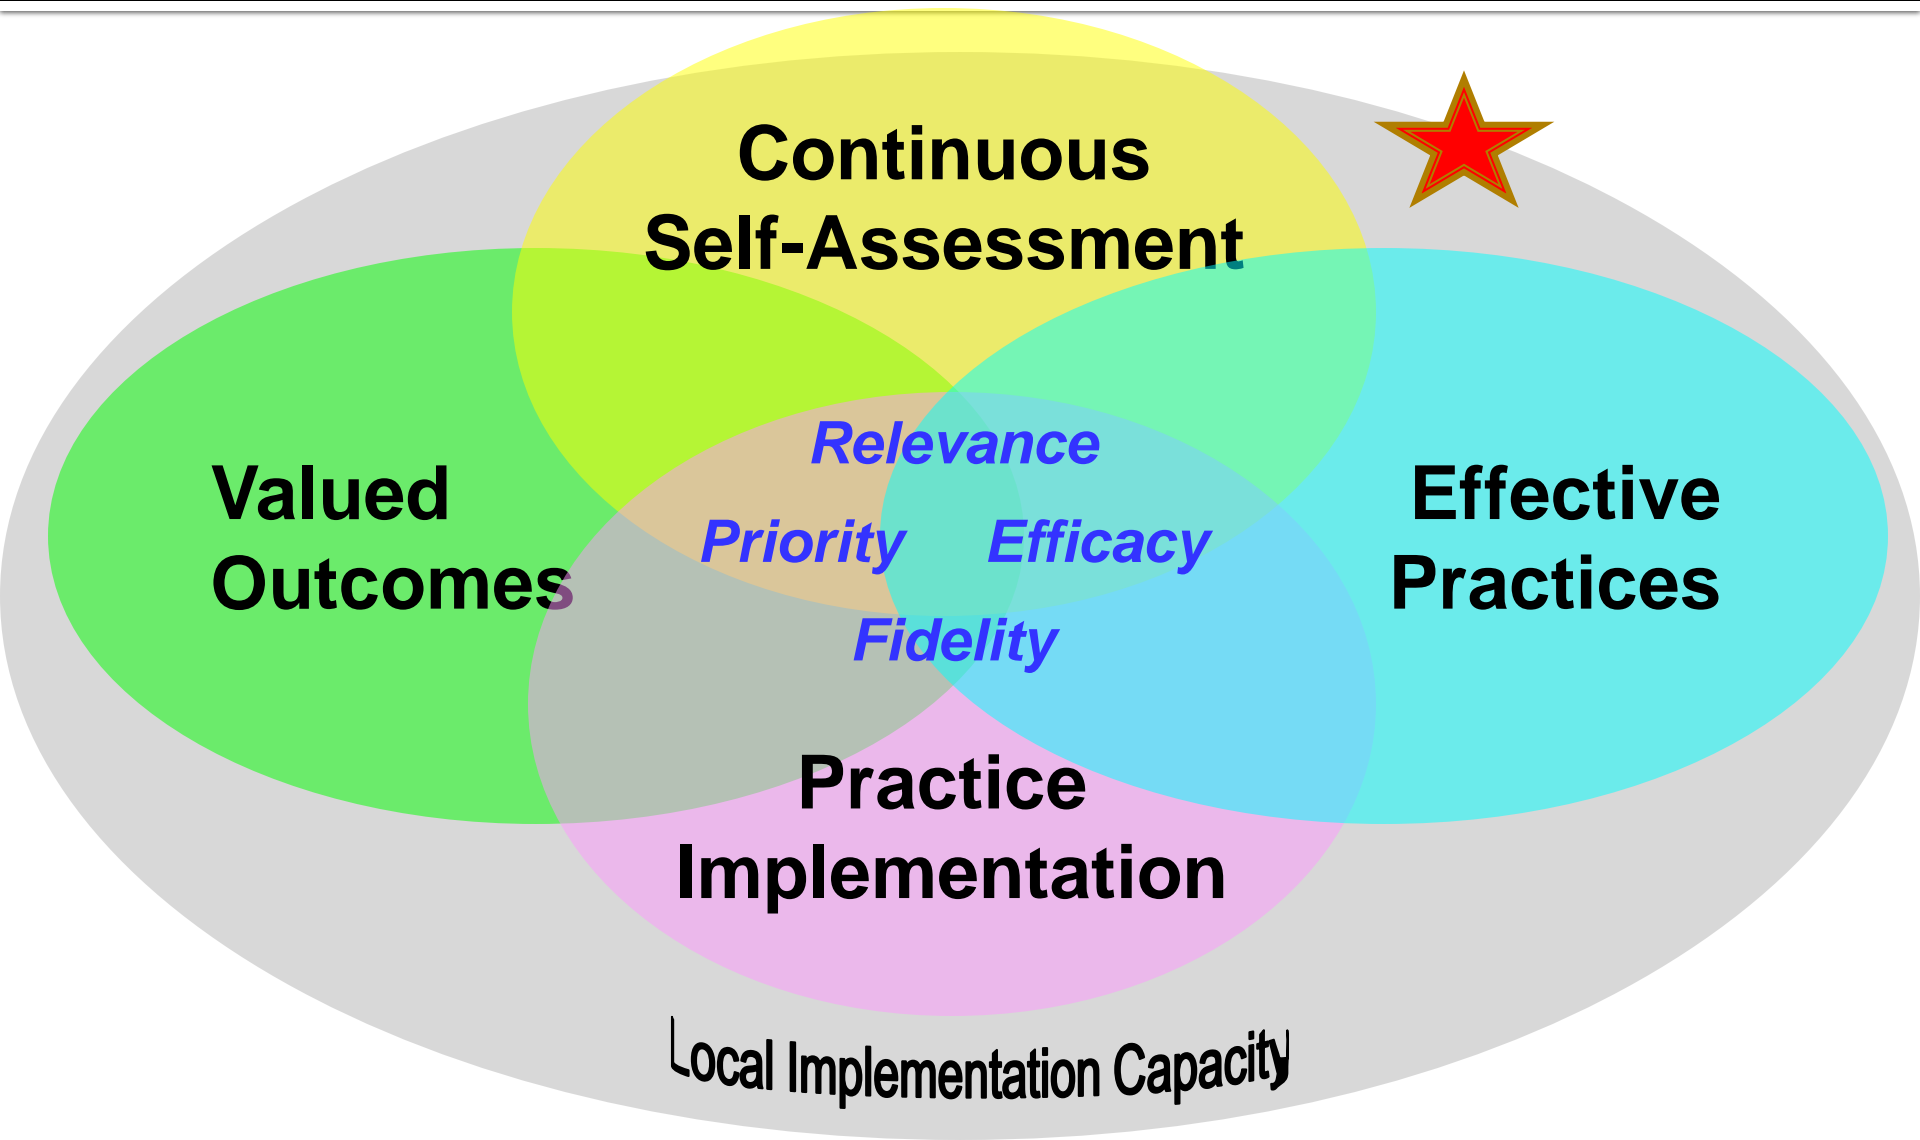 Continuous
Self-Assessment
Valued
Outcomes
Relevance
Priority Efficacy
Fidelity
Effective
Practices
Practice
Implementation
Local Implementation Capacity